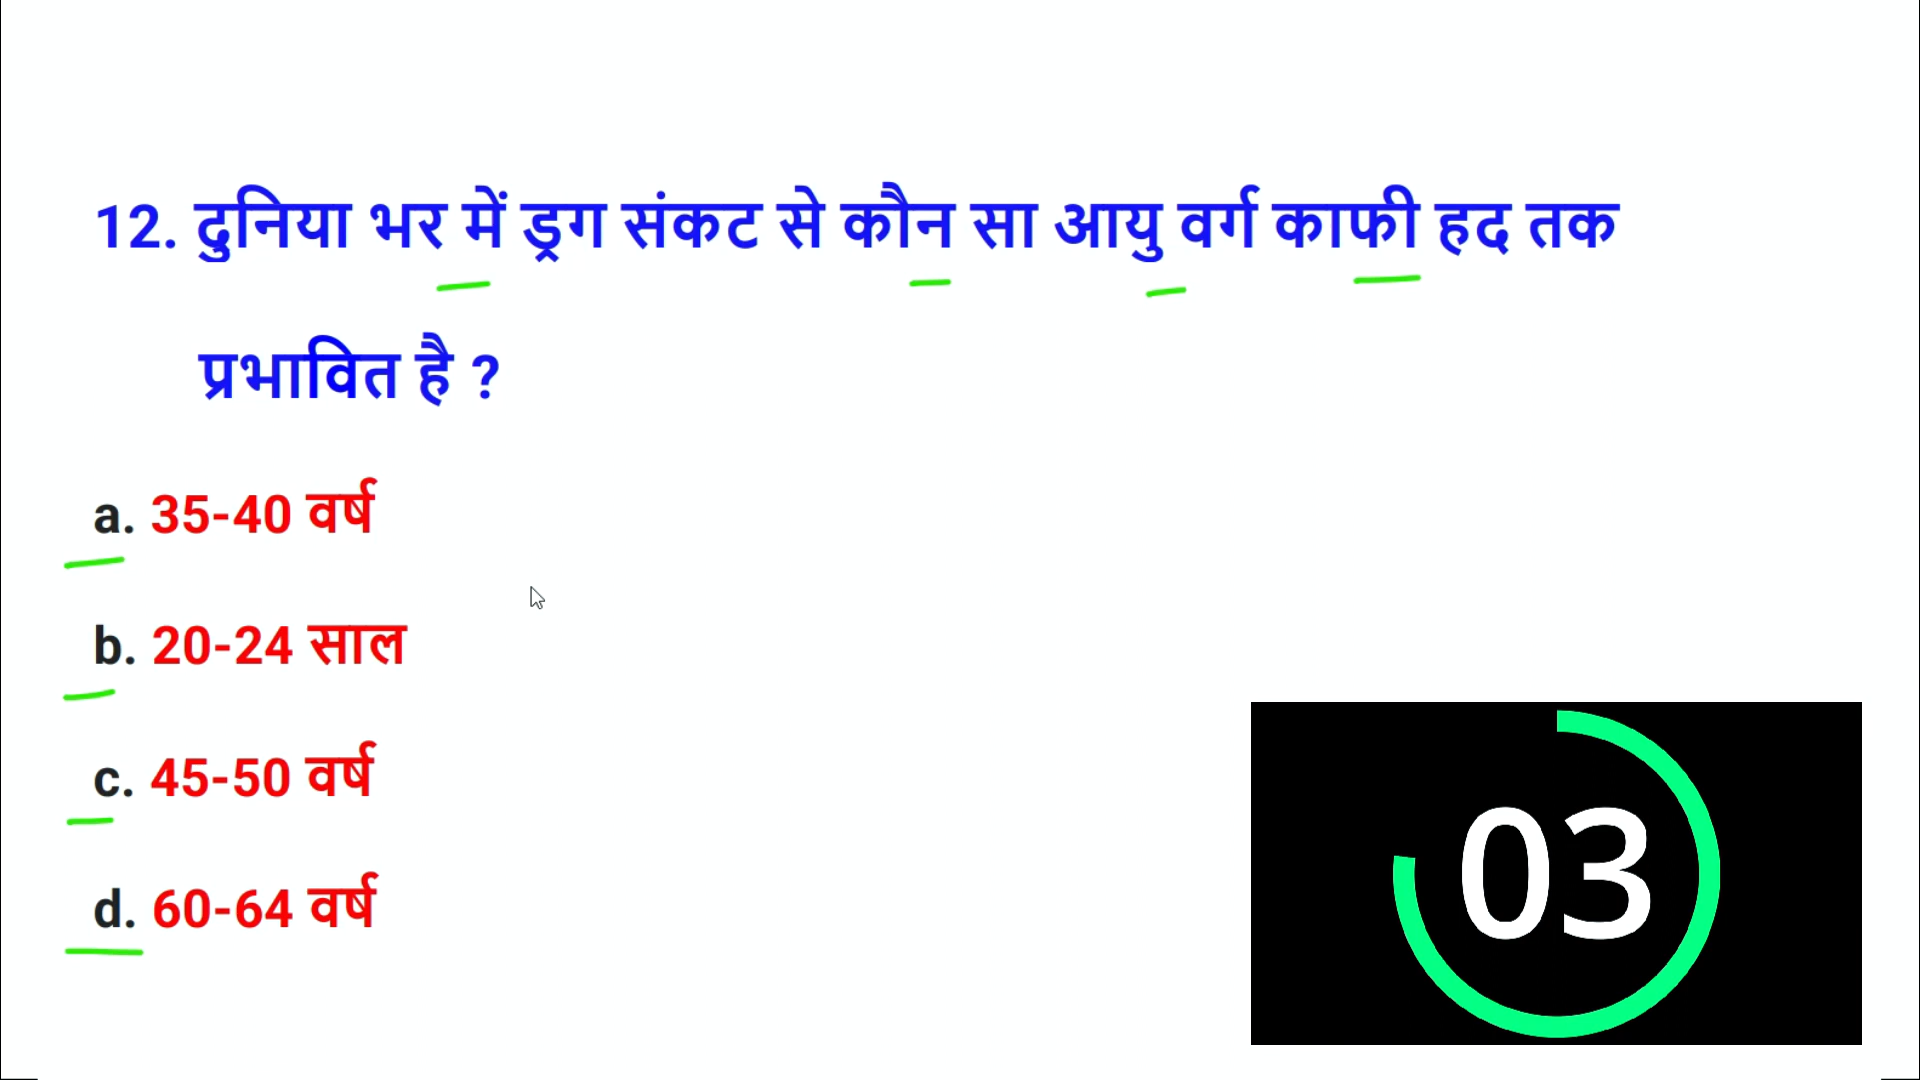 12. दुनिया भर में ड्रग संकट से कौन सा आयु वर्ग काफी हद तक
प्रभावित है ?
a. 35-40 वर्ष
b. 20-24 साल
c. 45-50 वर्ष
d. 60-64 वर्ष
03